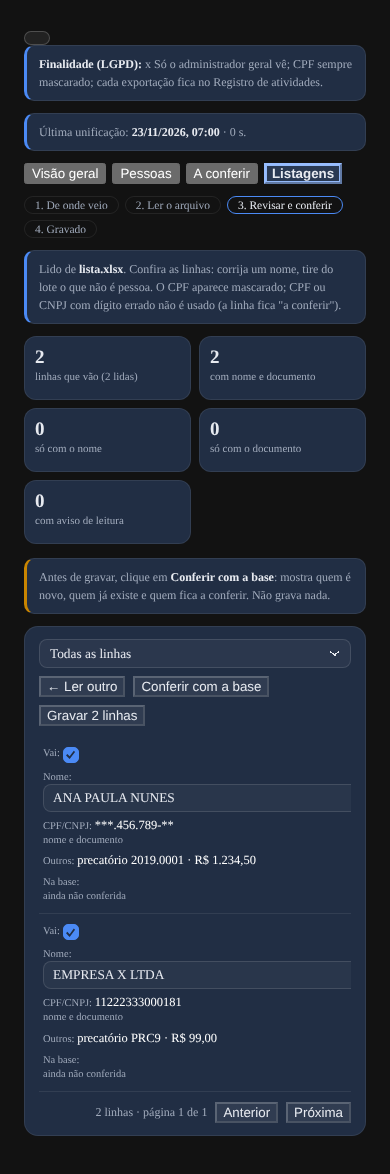 Finalidade (LGPD): x Só o administrador geral vê; CPF sempre
mascarado; cada exportação fica no Registro de atividades.
Última unificação: 23/11/2026, 07:00 · 0 s.
Visão geral
Pessoas
A conferir
Listagens
1. De onde veio
2. Ler o arquivo
3. Revisar e conferir
4. Gravado
Lido de lista.xlsx. Confira as linhas: corrija um nome, tire do
lote o que não é pessoa. O CPF aparece mascarado; CPF ou
CNPJ com dígito errado não é usado (a linha fica "a conferir").
2
linhas que vão (2 lidas)
2
com nome e documento
0
só com o nome
0
só com o documento
0
com aviso de leitura
Antes de gravar, clique em Conferir com a base: mostra quem é
novo, quem já existe e quem fica a conferir. Não grava nada.
Todas as linhas
← Ler outro
Conferir com a base
Gravar 2 linhas
Vai:
Nome:
ANA PAULA NUNES
CPF/CNPJ: ***.456.789-**
nome e documento
Outros: precatório 2019.0001 · R$ 1.234,50
Na base:
ainda não conferida
Vai:
Nome:
EMPRESA X LTDA
CPF/CNPJ: 11222333000181
nome e documento
Outros: precatório PRC9 · R$ 99,00
Na base:
ainda não conferida
2 linhas · página 1 de 1
Anterior
Próxima